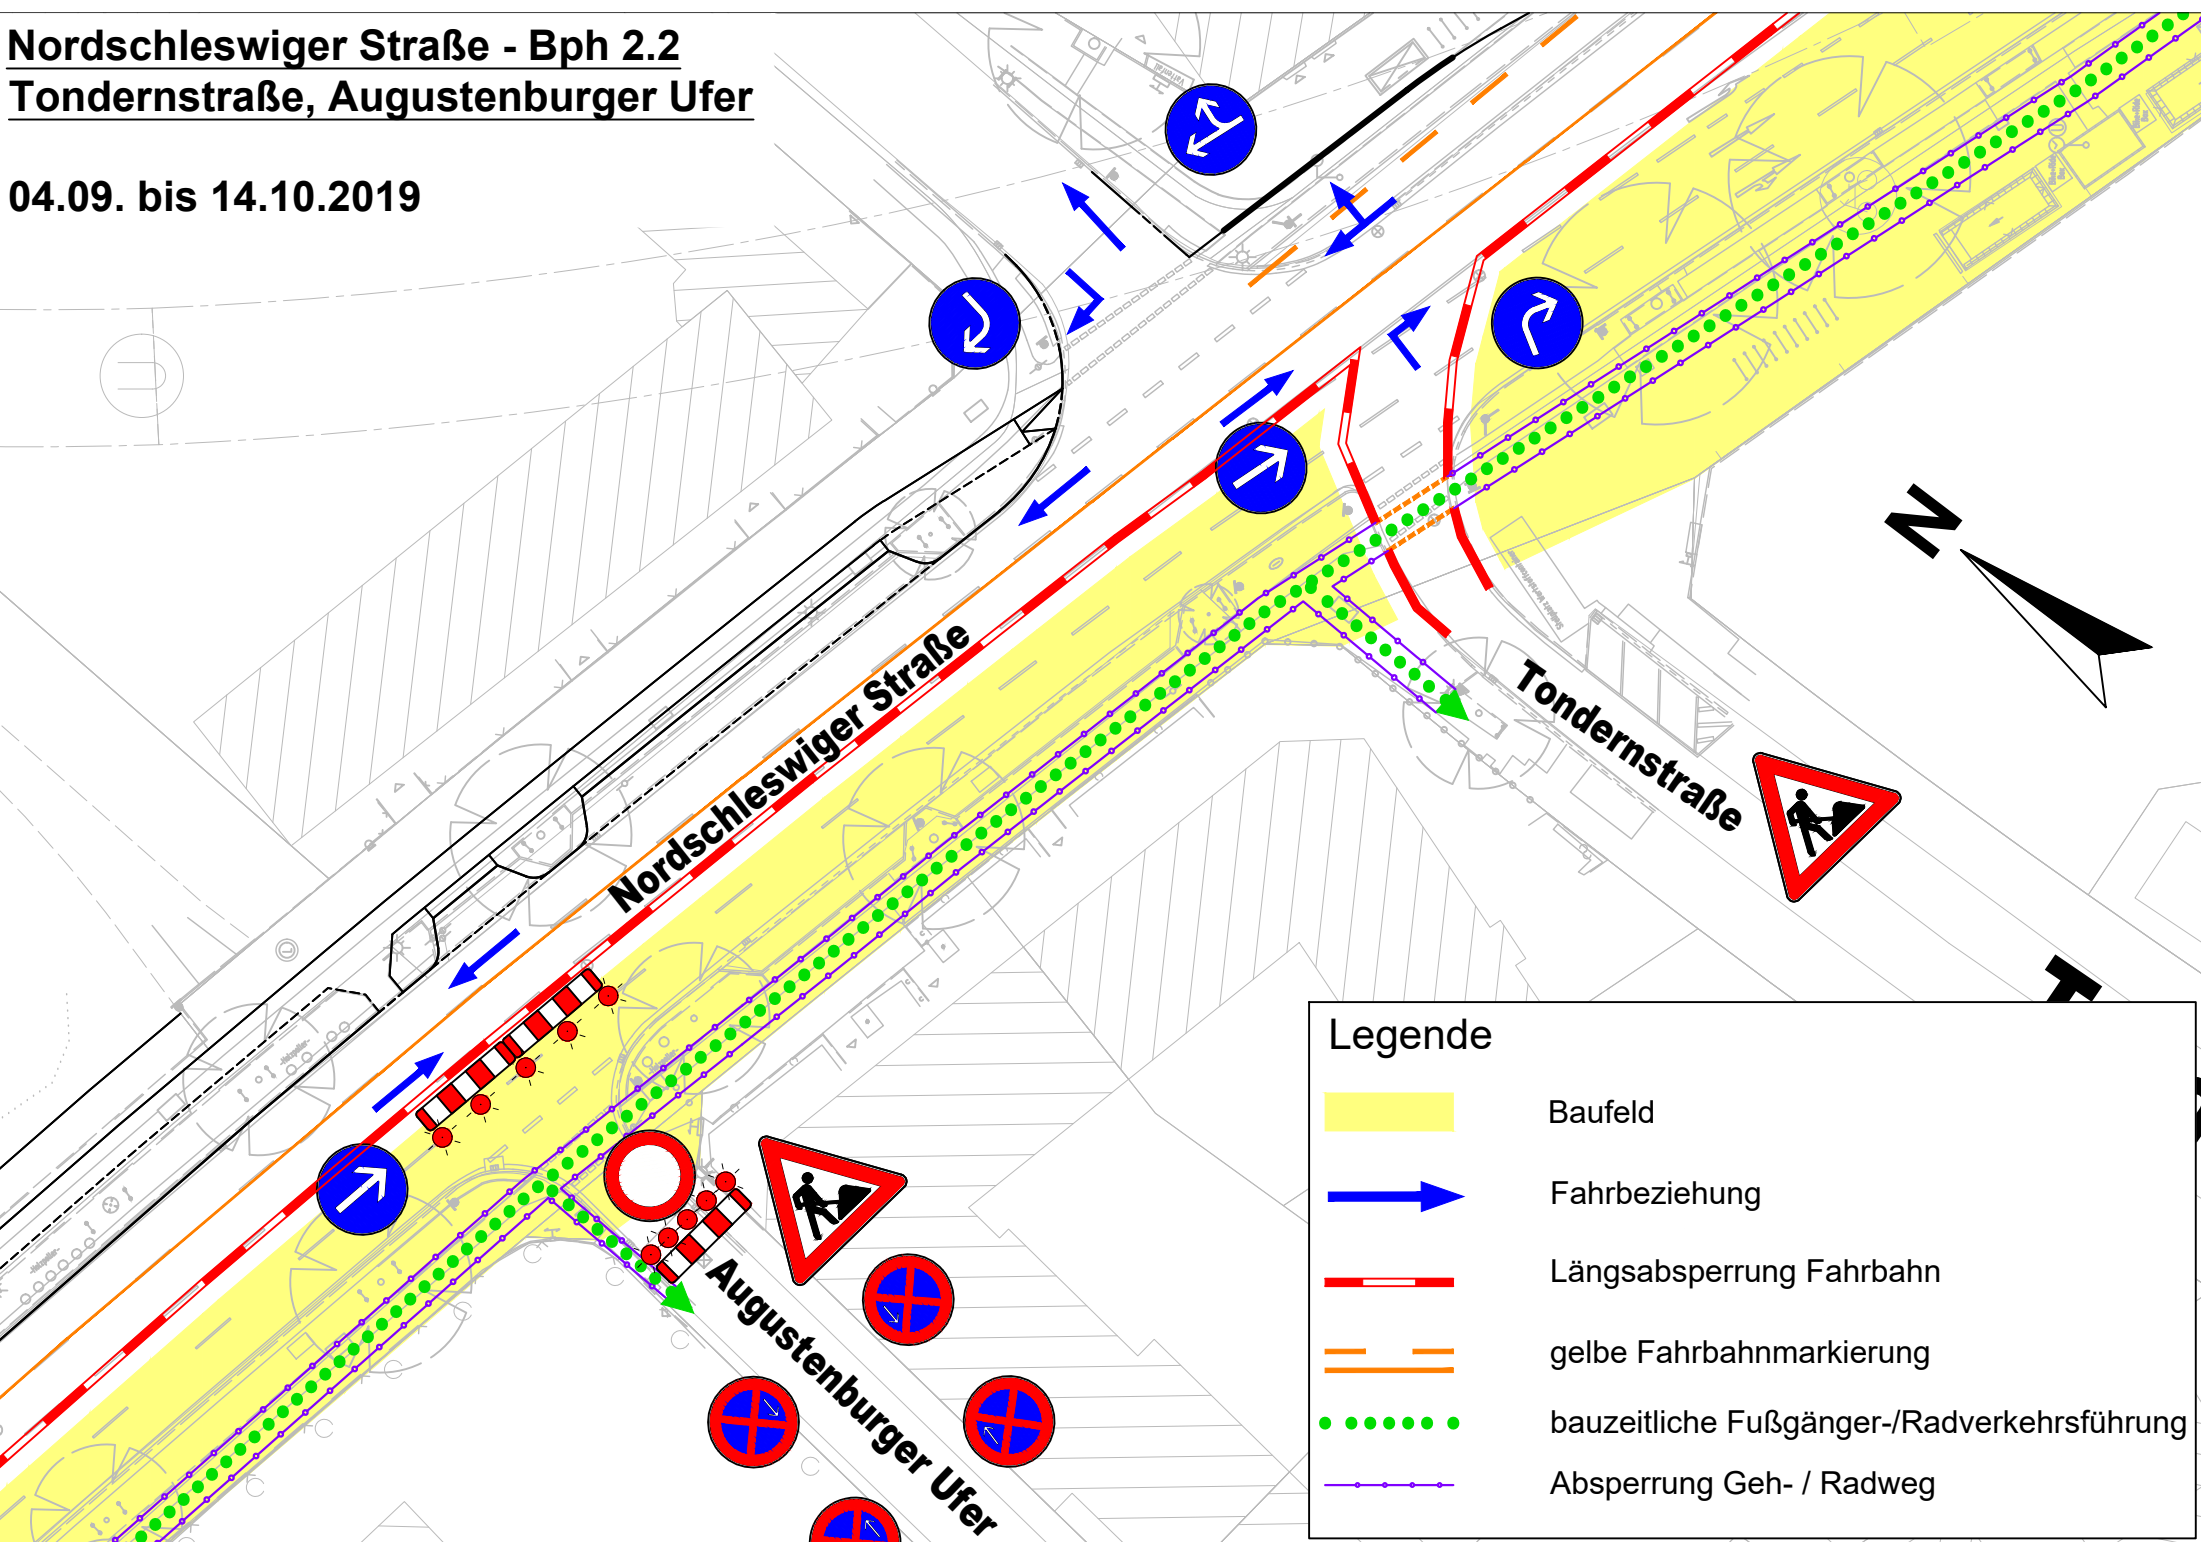 Nordschleswiger Straße - Bph 2.2
Tondernstraße, Augustenburger Ufer
04.09. bis 14.10.2019
Vattenfall
N
Nordschleswiger Straße
Tondernstraße
Augustenburger Ufer
T
Legende
Baufeld
Fahrbeziehung
Längsabsperrung Fahrbahn
gelbe Fahrbahnmarkierung
bauzeitliche Fußgänger-/Radverkehrsführung
Absperrung Geh- / Radweg